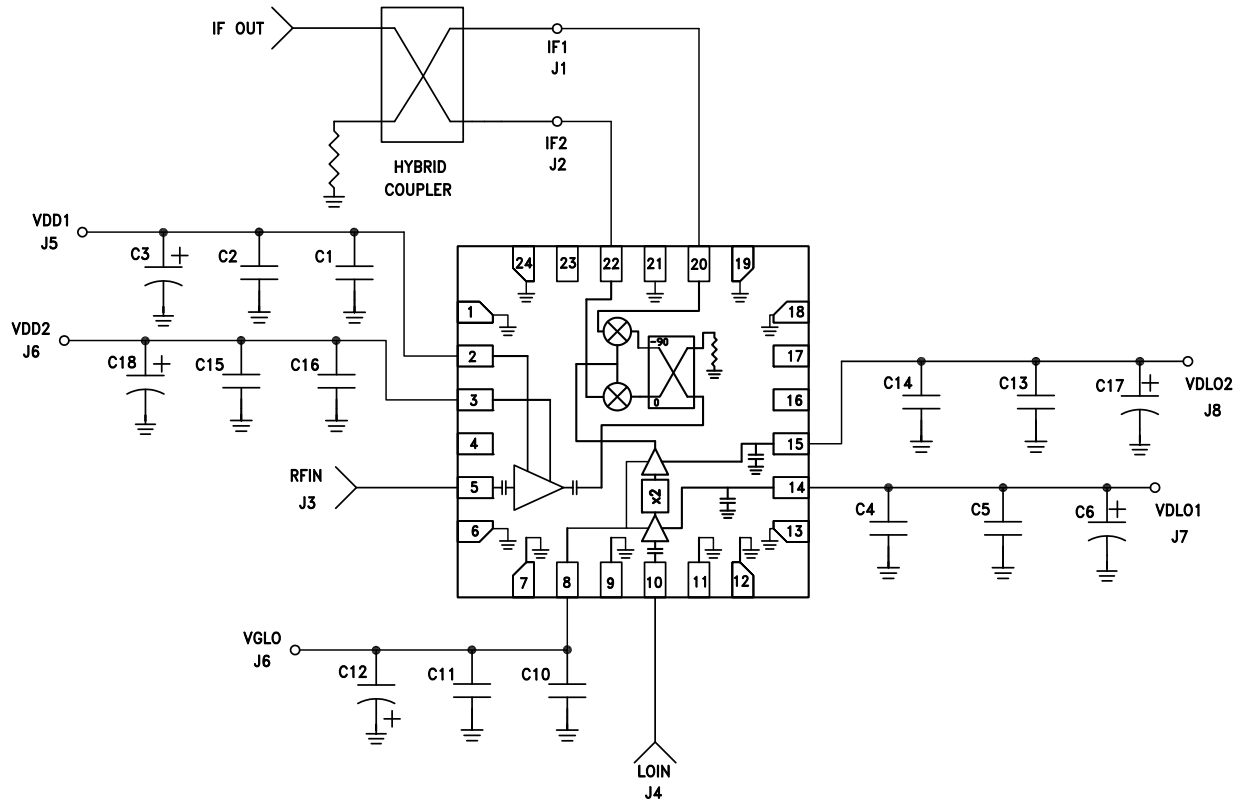 IF OUT
IF1
J1
IF2
J2
HYBRID
COUPLER
VDD1
J5
C3
+
C2
C1
VDD2
J6
C18
+
C15
C16
24
23
22
21
20
19
1
2
3
4
5
6
18
17
16
15
14
13
-90
0
x2
7
8
9
10
11
12
RFIN
J3
C14
C13
C17
+
VDLO2
J8
C4
C5
C6
+
VDLO1
J7
VGLO
J6
C12
+
C11
C10
LOIN
J4